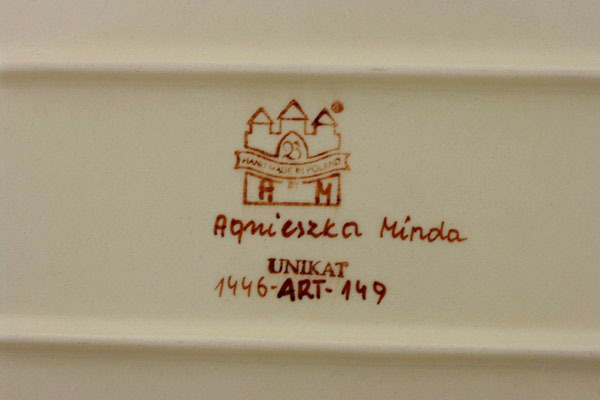 ®
23
HAND MADE IN POLAND
BY
A M
Agnieszka Minda
UNIKAT
1446-ART-149